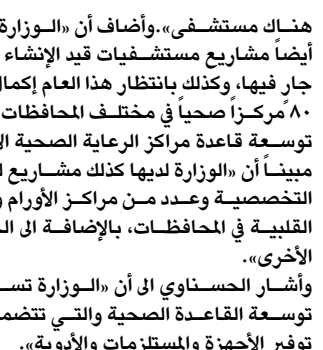 هناك مستشفى».وأضاف أن «الوزارة
أيضاً مشاريع مستشفيات قيد الإنشاء
جارٍ فيها، وكذلك بانتظار هذا العام إكمال
٨٠ مركزاً صحياً في مختلف المحافظات
توسعة قاعدة مراكز الرعاية الصحية
مبيناً أن «الوزارة لديها كذلك مشاريع
التخصصية وعدد من مراكز الأورام
القلبية في المحافظات، بالإضافة الى
الأخرى».
وأشار الحسناوي الى أن «الوزارة
توسعة القاعدة الصحية والتي
توفير الأجهزة والمستلزمات والأدوية».